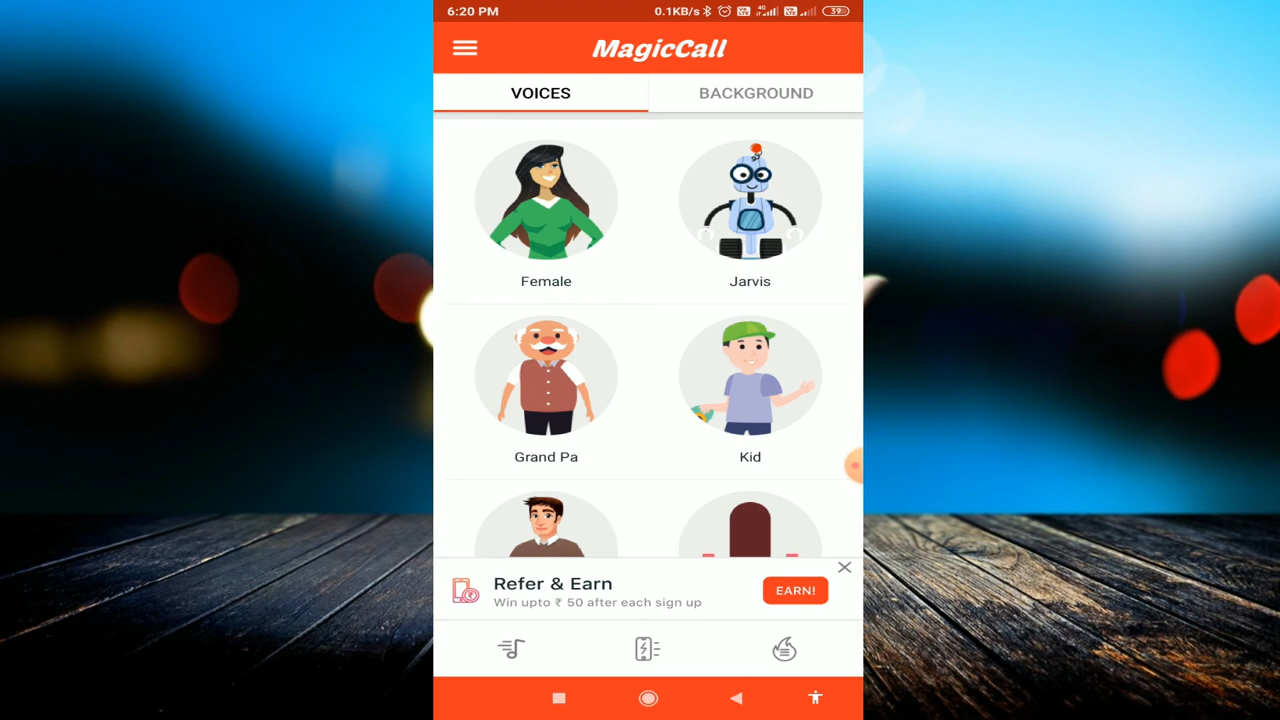 6:20 PM
0.1KB/s 4G 39
MagicCall
VOICES
BACKGROUND
Female
Jarvis
Grand Pa
Kid
Refer & Earn
Win upto ₹ 50 after each sign up
EARN!